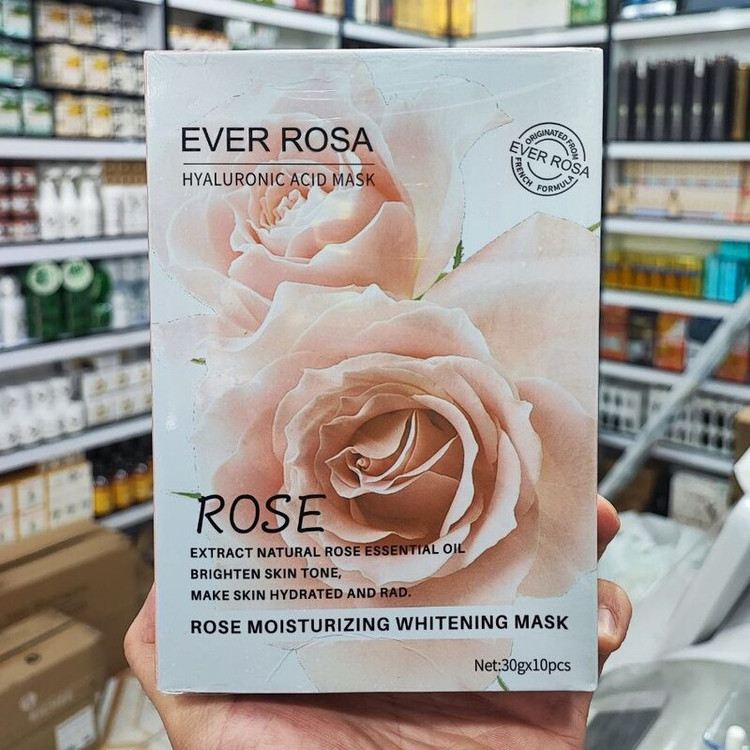 EVER ROSA
HYALURONIC ACID MASK
ORIGINATED FROM
EVER ROSA
FRENCH FORMULA
ROSE
EXTRACT NATURAL ROSE ESSENTIAL OIL
BRIGHTEN SKIN TONE,
MAKE SKIN HYDRATED AND RAD.
ROSE MOISTURIZING WHITENING MASK
Net:30gx10pcs